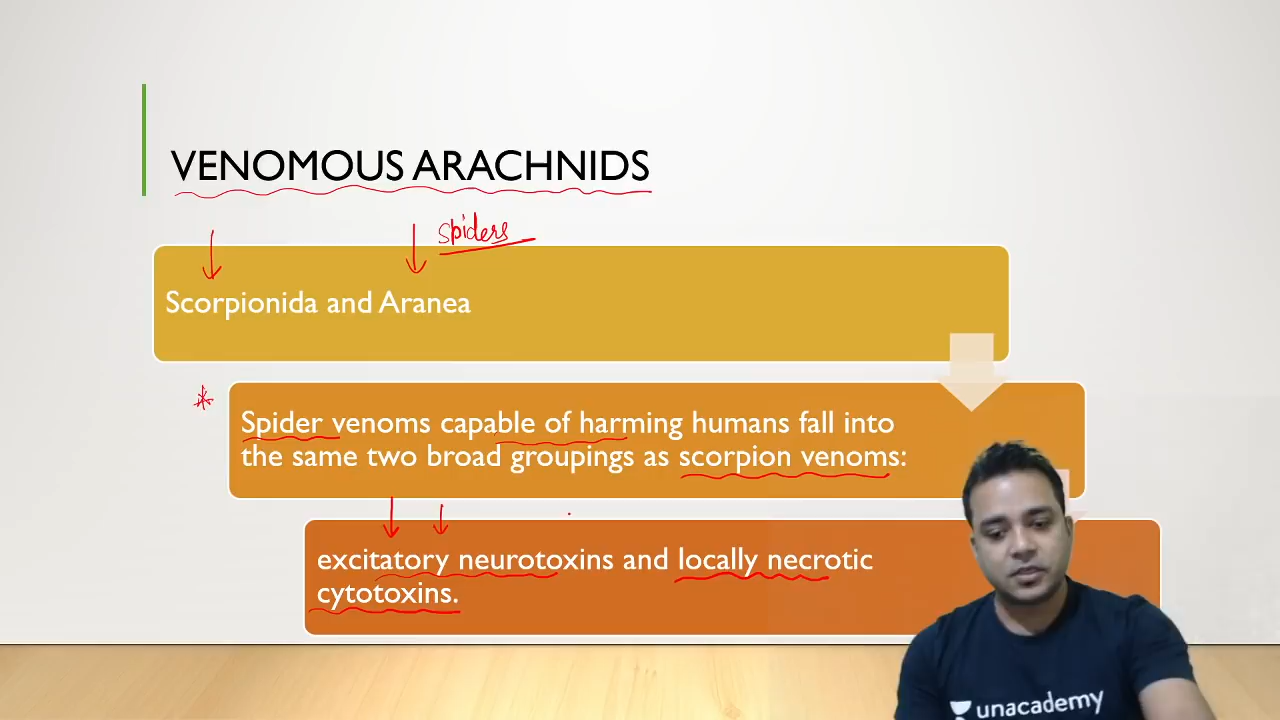 VENOMOUS ARACHNIDS
spiders
Scorpionida and Aranea
* Spider venoms capable of harming humans fall into
the same two broad groupings as scorpion venoms:
excitatory neurotoxins and locally necrotic
cytotoxins.
unacademy